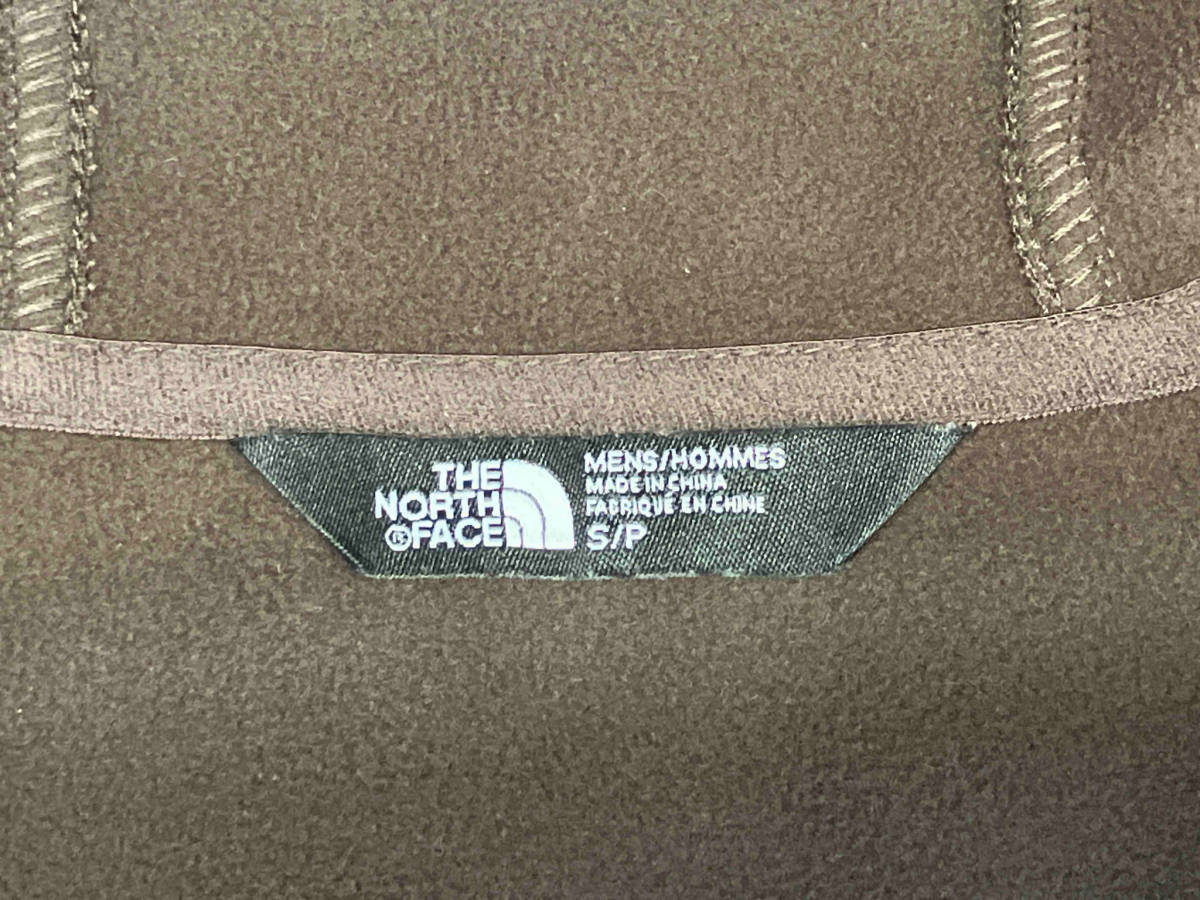 THE
NORTH
®FACE
MENS/HOMMES
MADE IN CHINA
FABRIQUÉ EN CHINE
S/P